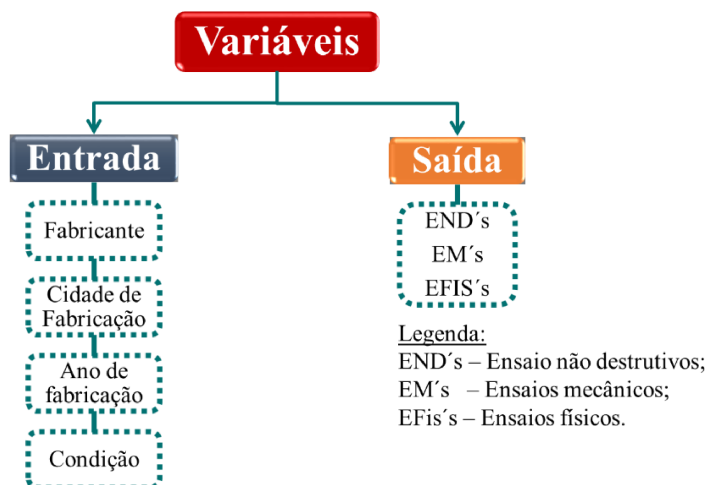 Variáveis
Entrada
Fabricante
Cidade de
Fabricação
Ano de
fabricação
Condição
Saída
END´s
EM´s
EFIS´s
Legenda:
END´s – Ensaio não destrutivos;
EM´s – Ensaios mecânicos;
EFis´s – Ensaios físicos.